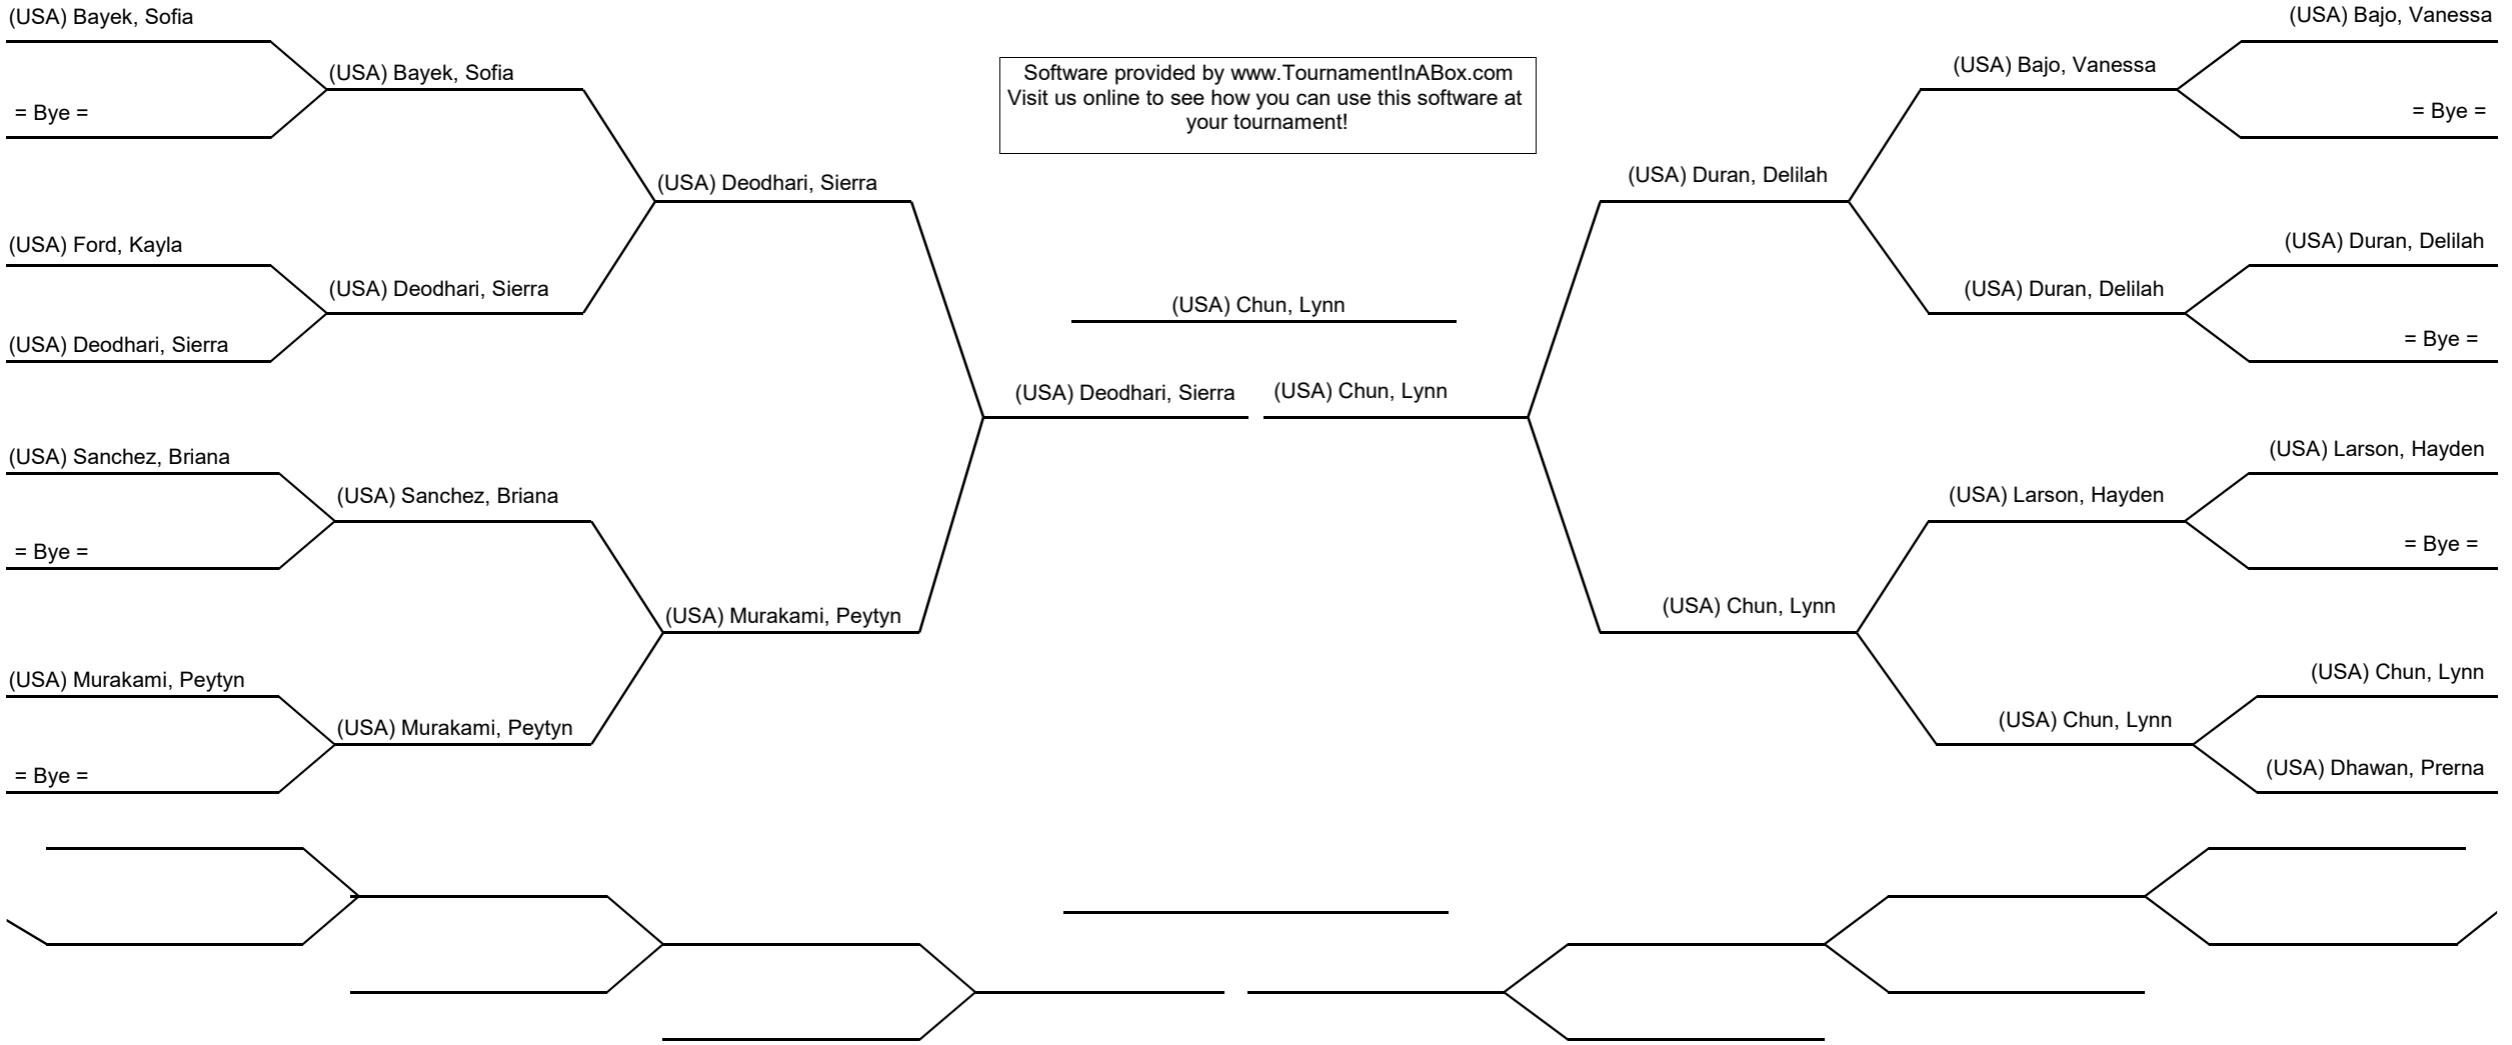 (USA) Bayek, Sofia
= Bye =
(USA) Ford, Kayla
(USA) Deodhari, Sierra
(USA) Sanchez, Briana
= Bye =
(USA) Murakami, Peytyn
= Bye =
(USA) Bayek, Sofia
(USA) Deodhari, Sierra
(USA) Sanchez, Briana
(USA) Murakami, Peytyn
(USA) Deodhari, Sierra
(USA) Murakami, Peytyn
Software provided by www.TournamentInABox.com
Visit us online to see how you can use this software at
your tournament!
(USA) Chun, Lynn
(USA) Deodhari, Sierra
(USA) Chun, Lynn
(USA) Duran, Delilah
(USA) Chun, Lynn
(USA) Bajo, Vanessa
(USA) Duran, Delilah
(USA) Larson, Hayden
(USA) Chun, Lynn
(USA) Bajo, Vanessa
= Bye =
(USA) Duran, Delilah
= Bye =
(USA) Larson, Hayden
= Bye =
(USA) Chun, Lynn
(USA) Dhawan, Prerna